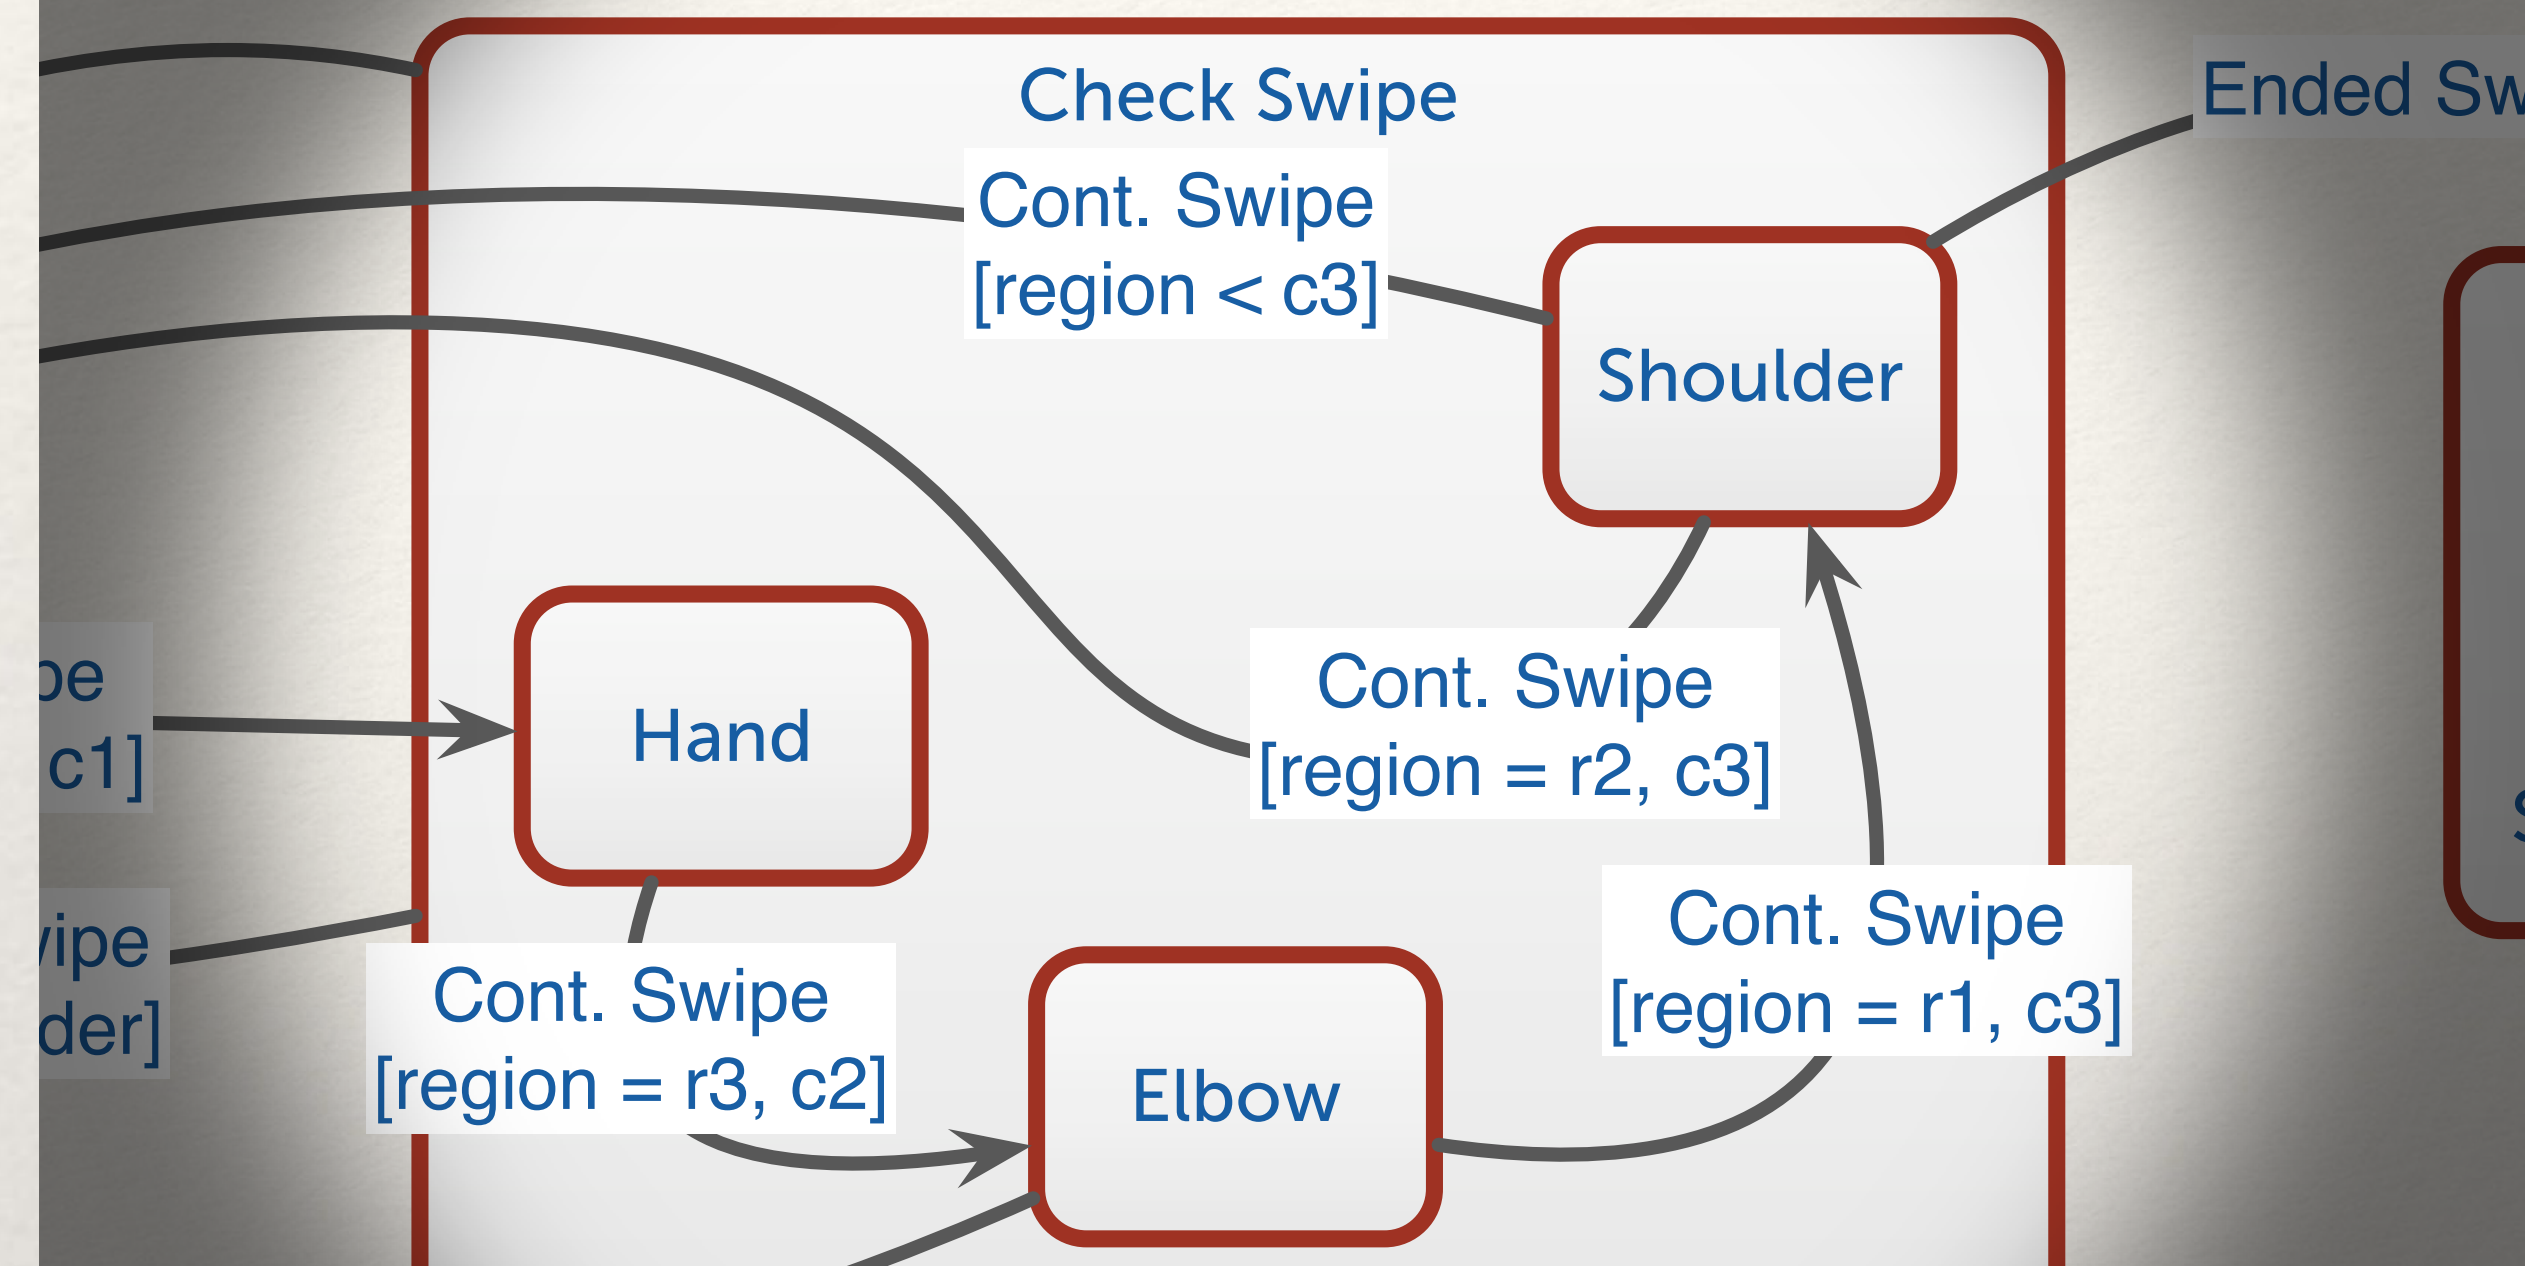 Check Swipe
Ended Sw
Cont. Swipe
[region < c3]
Shoulder
Hand
Cont. Swipe
[region = r2, c3]
pe
c1]
Cont. Swipe
[region = r1, c3]
ipe
der]
Cont. Swipe
[region = r3, c2]
Elbow